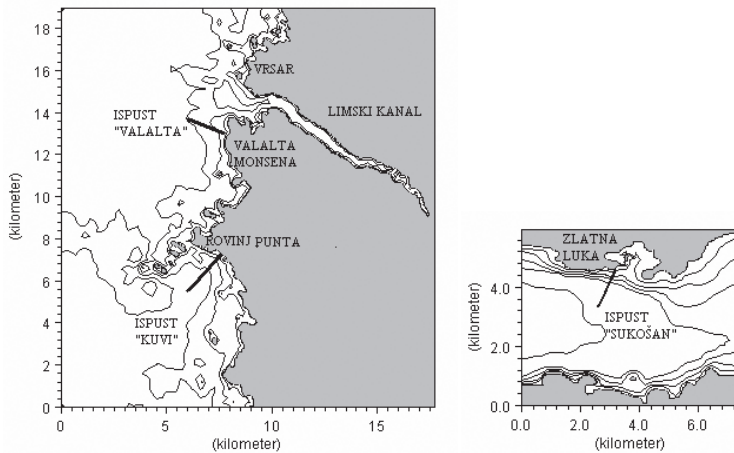 18
16
14
12
10
8
6
4
2
0
(kilometer)
VRSAR
LIMSKI KANAL
ISPUST
"VALALTA"
VALALTA
MONSENA
ROVINJ PUNTA
ISPUST
"KUVI"
0
5
10
15
(kilometer)
4.0
2.0
0.0
(kilometer)
ZLATNA
LUKA
ISPUST
"SUKOŠAN"
0.0
2.0
4.0
6.0
(kilometer)